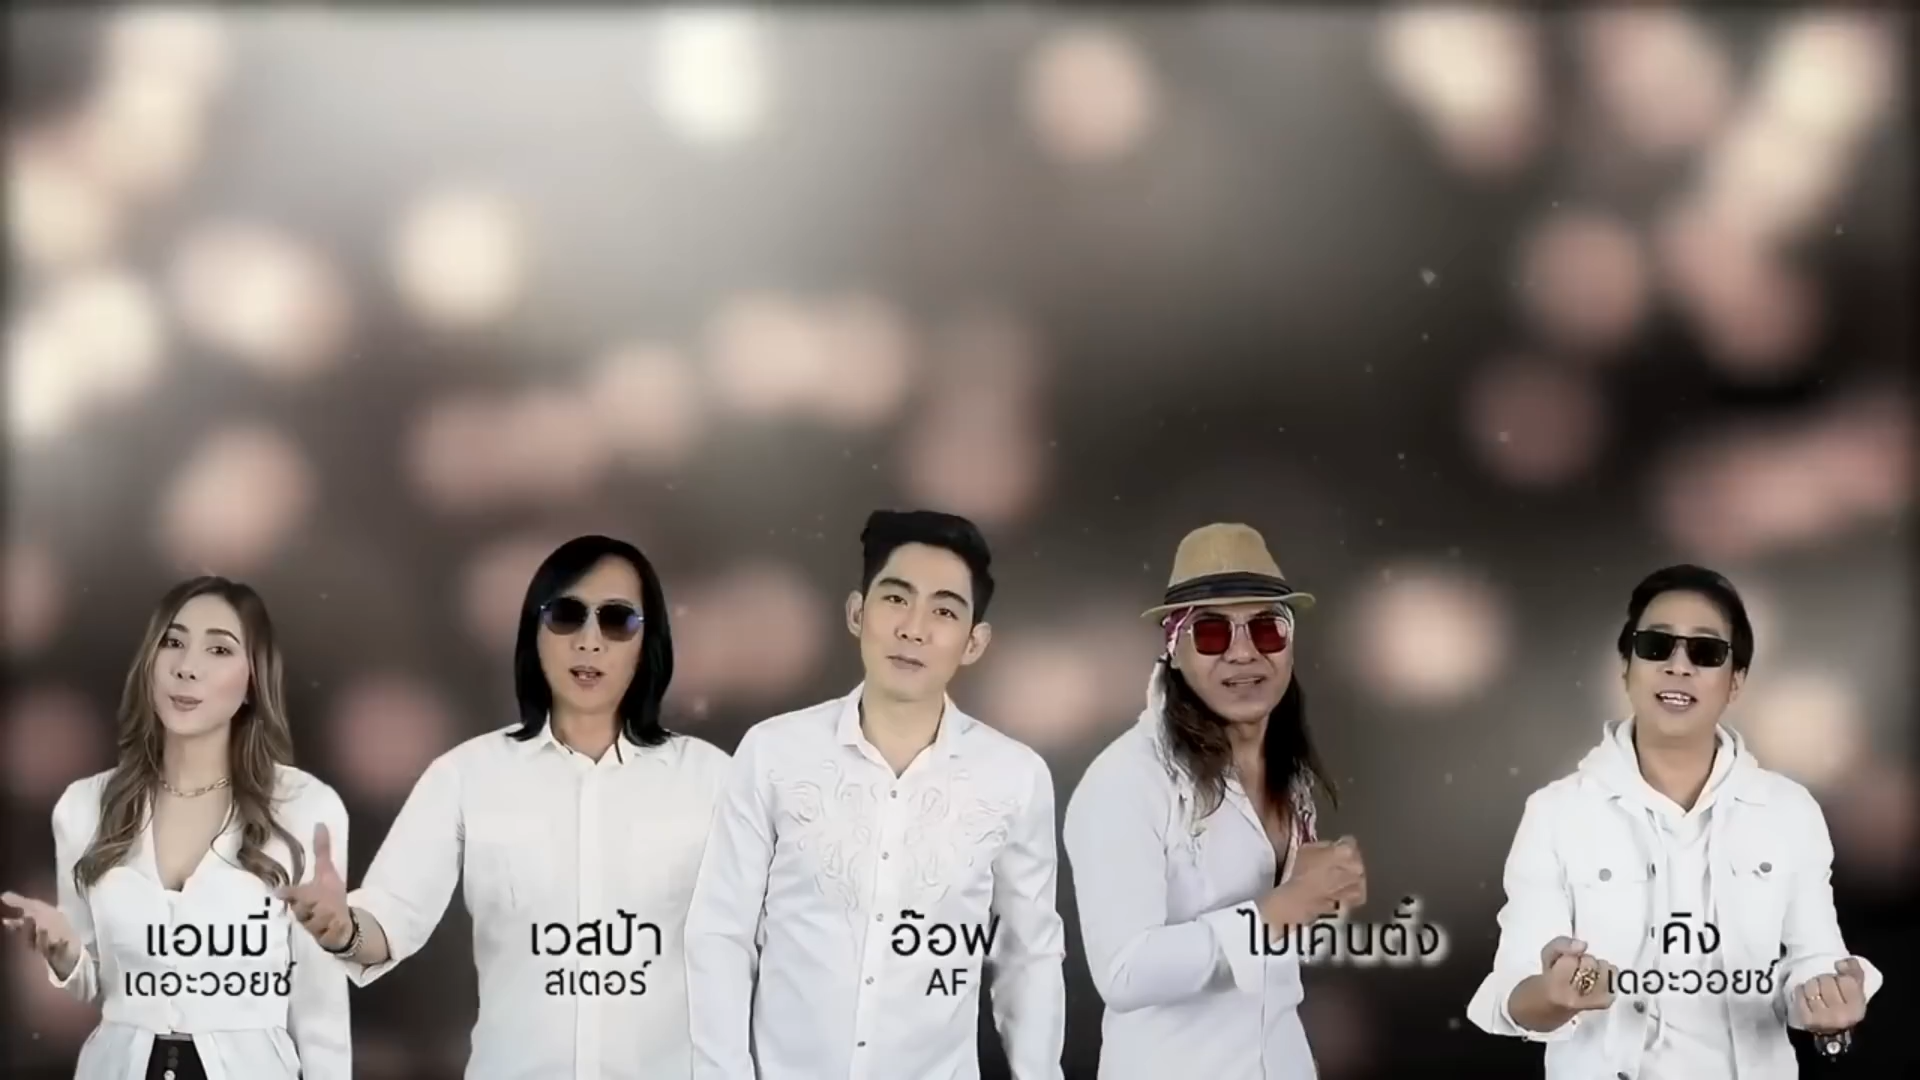 แอมมี่
เดอะวอยซ์
เวสป้า
สเตอร์
อ๊อฟ
AF
ไมเคิ่นตั๋ง
คิง
เดอะวอยซ์